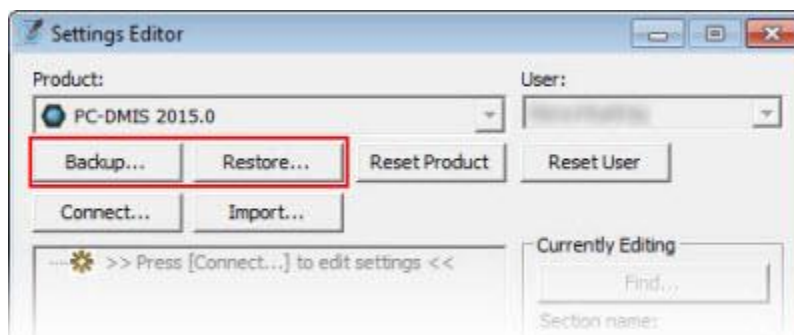 Settings Editor
Product: User:
PC-DMIS 2015.0
Backup... Restore... Reset Product Reset User
Connect... Import...
>> Press [Connect...] to edit settings << Currently Editing
Find...
Section name: